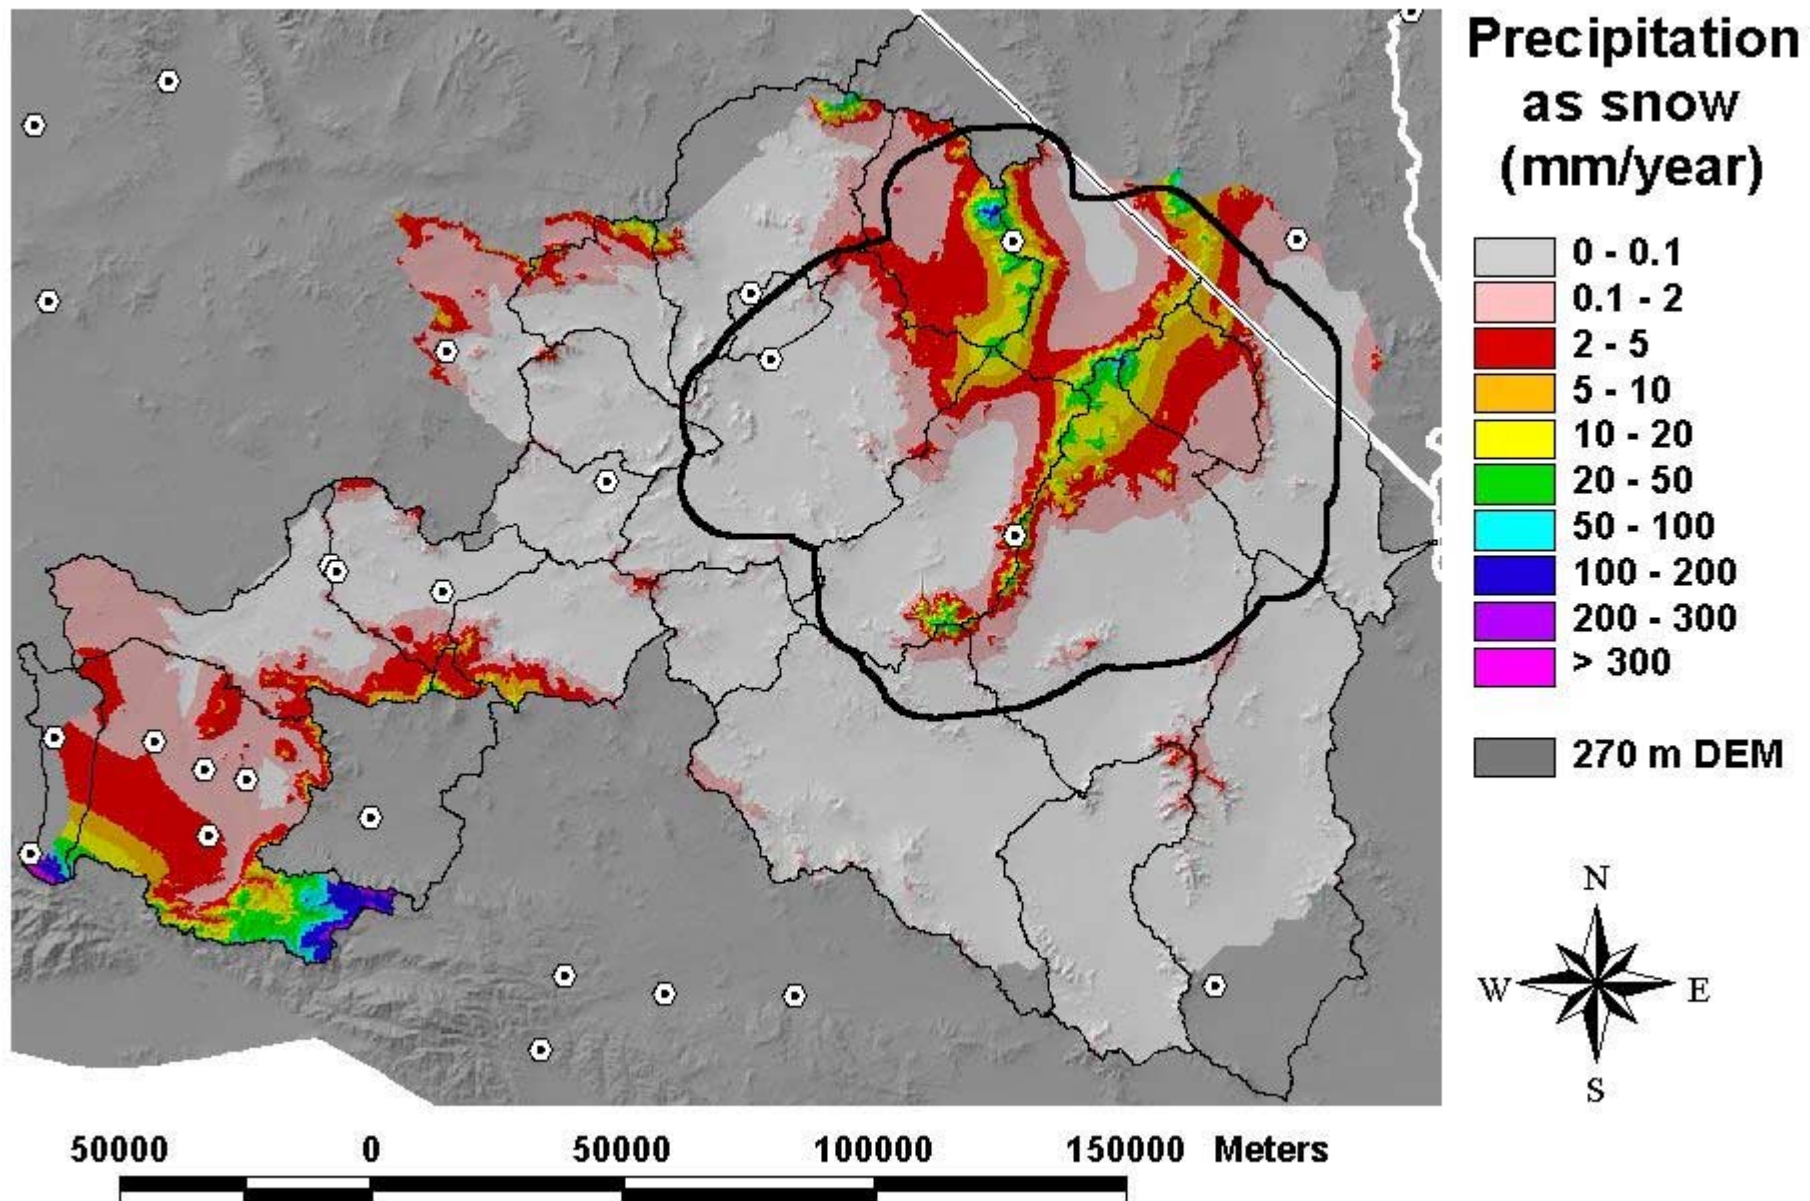 Precipitation
as snow
(mm/year)
0 - 0.1
0.1 - 2
2 - 5
5 - 10
10 - 20
20 - 50
50 - 100
100 - 200
200 - 300
> 300
270 m DEM
N
W E
S
50000 0 50000 100000 150000 Meters